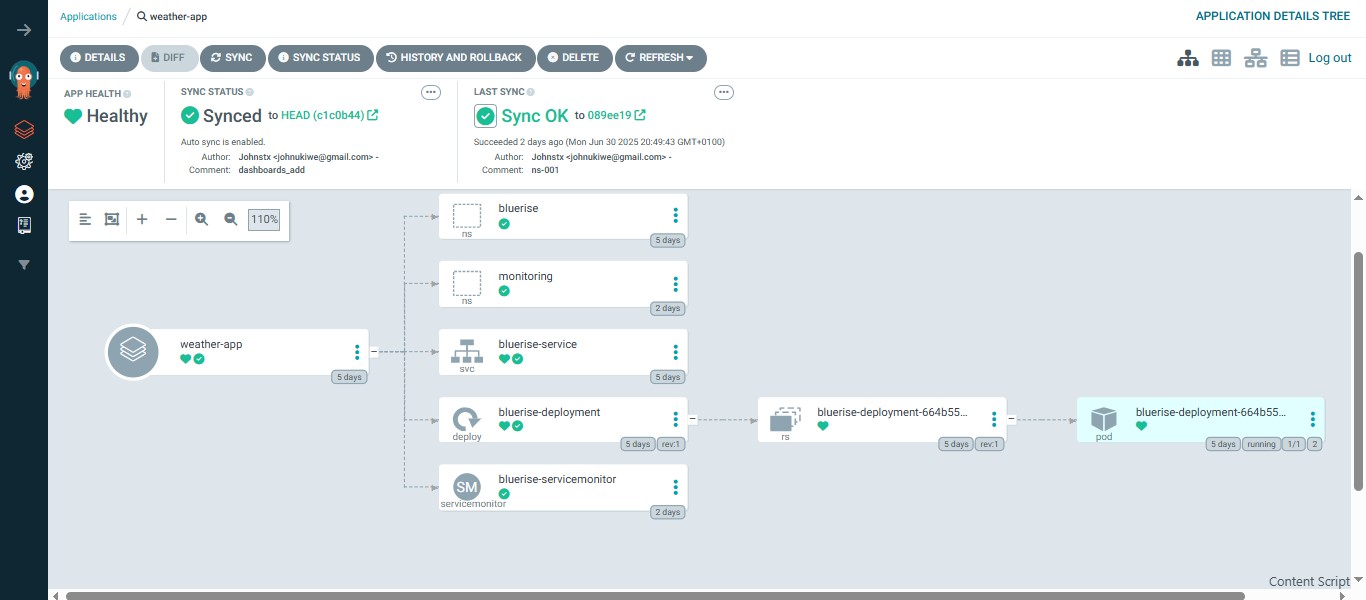 Applications / weather-app
APPLICATION DETAILS TREE
DETAILS
DIFF
SYNC
SYNC STATUS
HISTORY AND ROLLBACK
DELETE
REFRESH
Log out
APP HEALTH
Healthy
SYNC STATUS
Synced to HEAD (c1c0b44)
Auto sync is enabled.
Author: Johnstx <johnukiwe@gmail.com> -
Comment: dashboards_add
LAST SYNC
Sync OK to 089ee19
Succeeded 2 days ago (Mon Jun 30 2025 20:49:43 GMT+0100)
Author: Johnstx <johnukiwe@gmail.com> -
Comment: ns-001
110%
bluerise
ns
5 days
monitoring
ns
2 days
weather-app
5 days
bluerise-service
svc
5 days
bluerise-deployment
deploy
5 days
rev:1
bluerise-deployment-664b55...
rs
5 days
rev:1
bluerise-deployment-664b55...
pod
5 days
running
1/1
2
SM
bluerise-servicemonitor
servicemonitor
2 days
Content Script